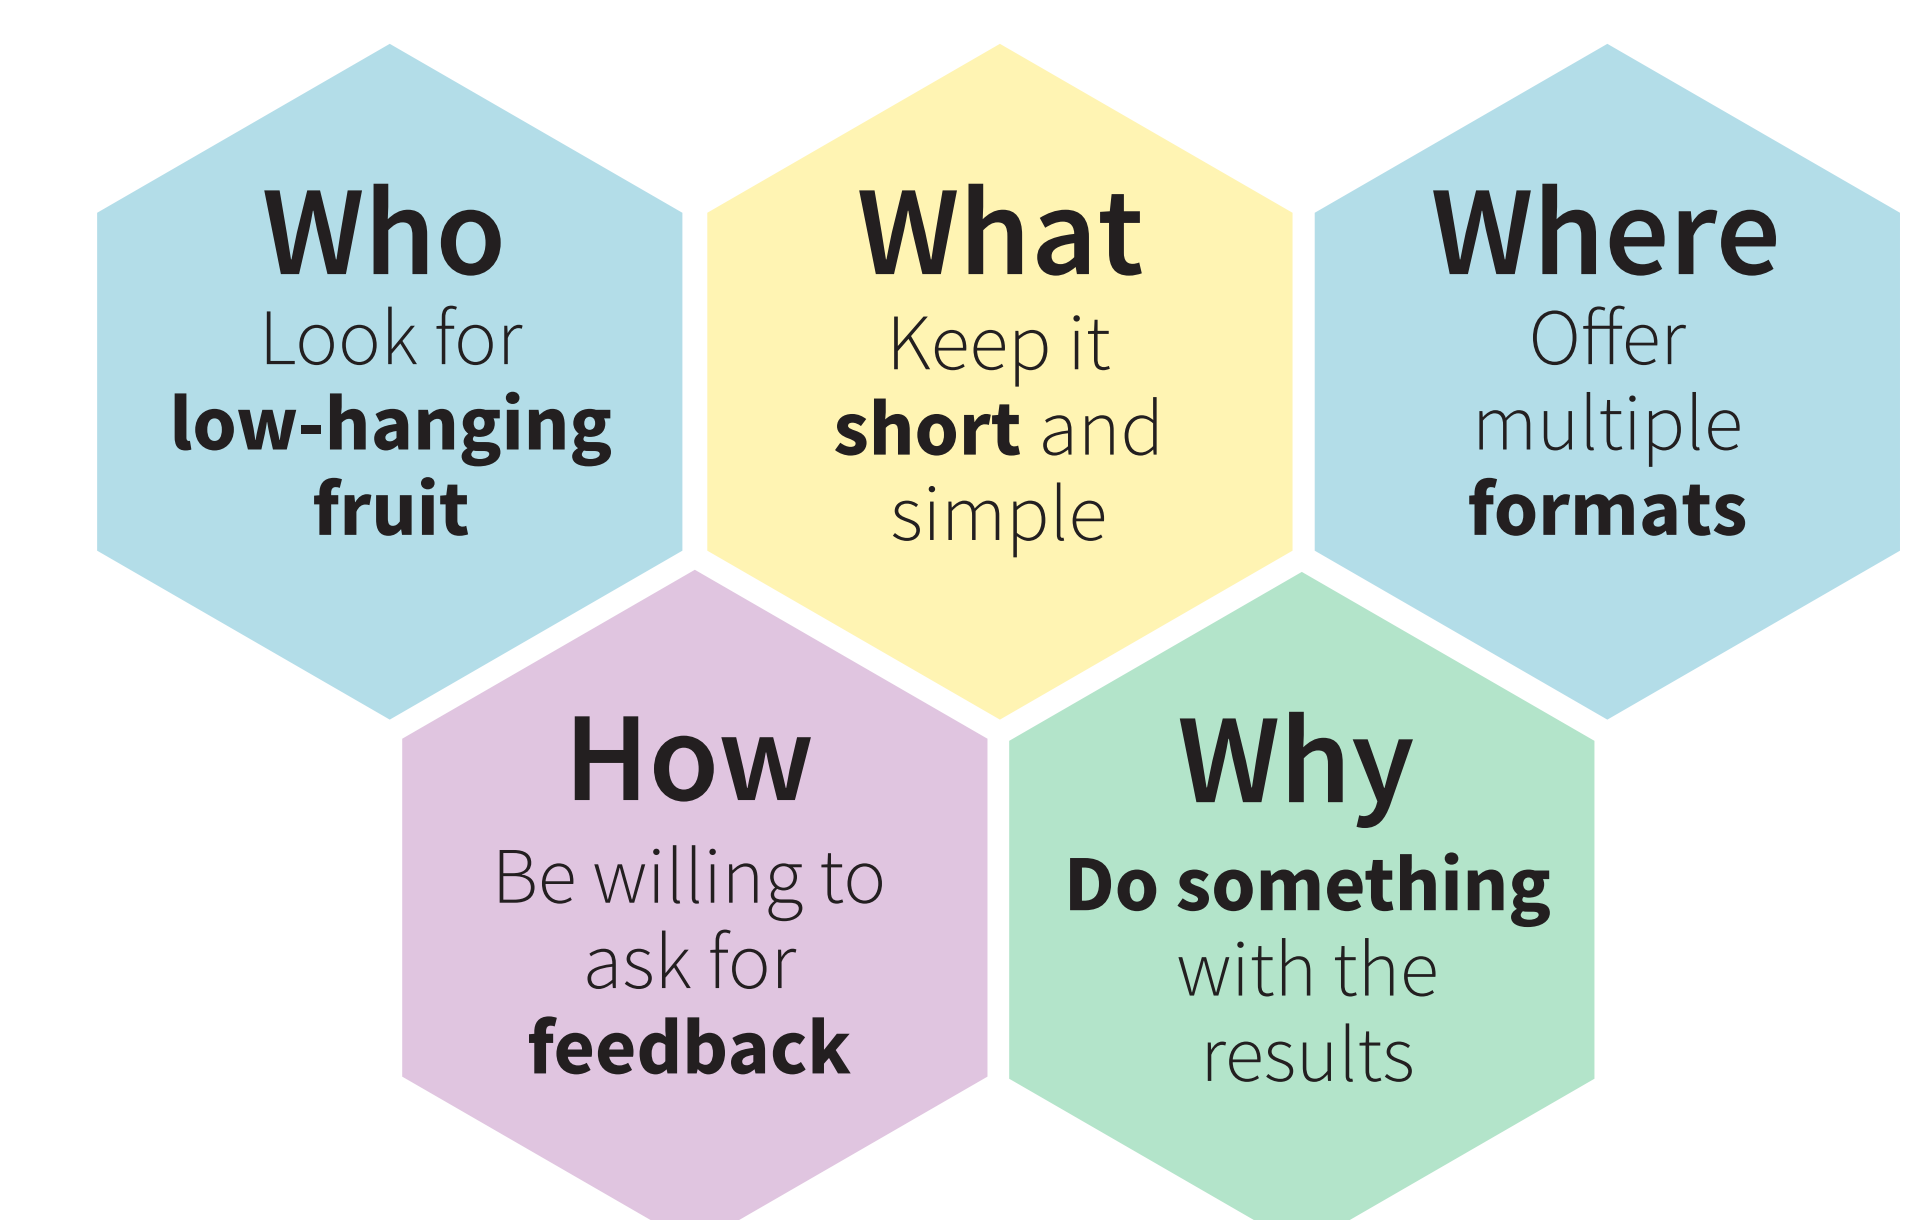 Who
Look for
low-hanging
fruit
What
Keep it
short and
simple
Where
Offer
multiple
formats
How
Be willing to
ask for
feedback
Why
Do something
with the
results